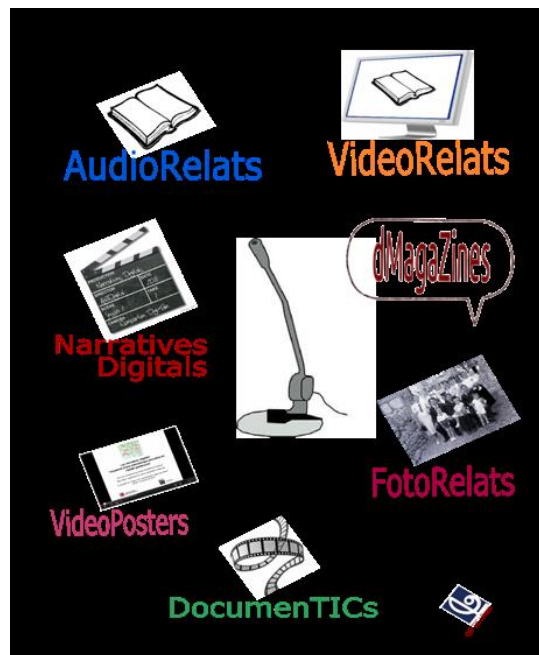 AudioRelats
VideoRelats
dMagaZines
Narratives
Digitals
FotoRelats
VideoPosters
DocumenTICs